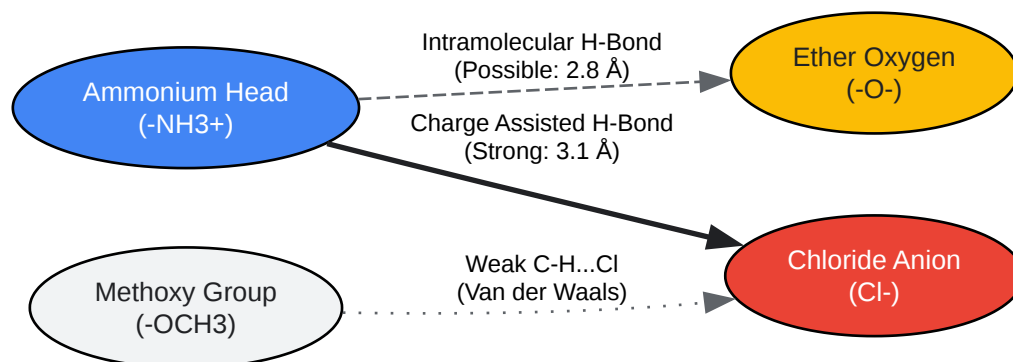 Intramolecular H-Bond
(Possible: 2.8 Å)
Ether Oxygen
(-O-)
Ammonium Head
(-NH3+)
Charge Assisted H-Bond
(Strong: 3.1 Å)
Weak C-H...Cl
(Van der Waals)
Chloride Anion
(Cl-)
Methoxy Group
(-OCH3)